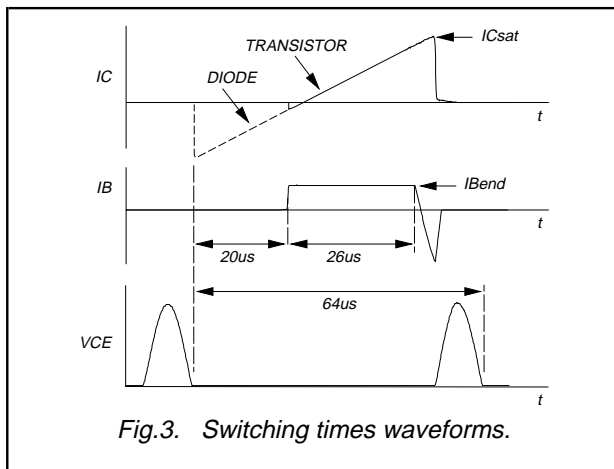 ICsat
TRANSISTOR
IC
DIODE
t
IB
IBend
t
20us
26us
64us
VCE
t
Fig.3. Switching times waveforms.